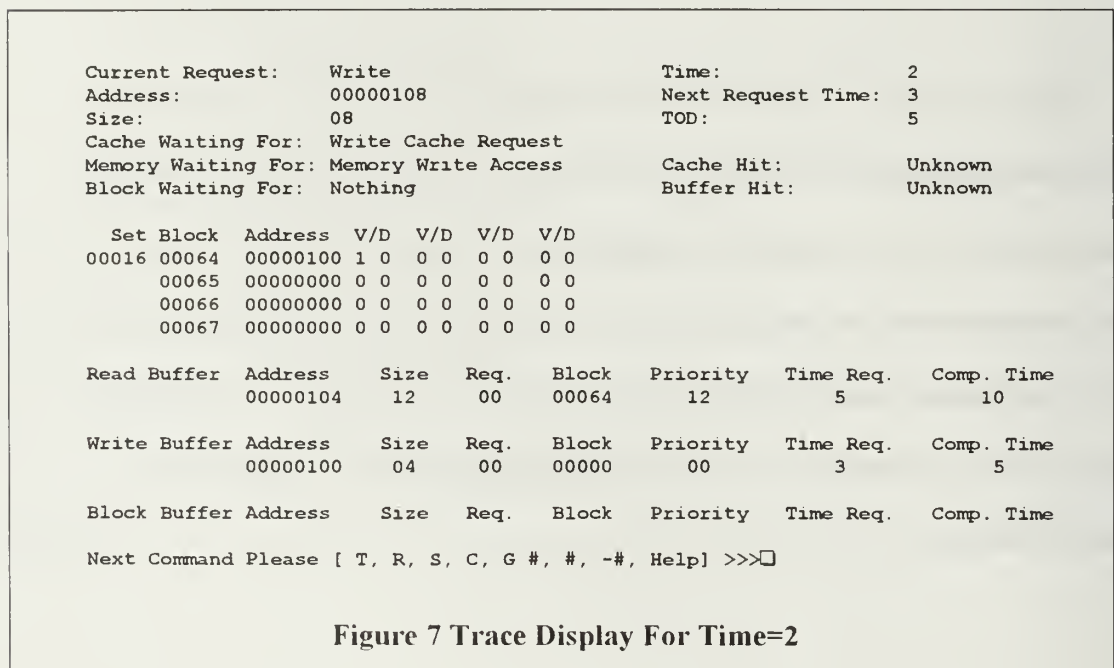 Current Request: Write Time: 2
Address: 00000108 Next Request Time: 3
Size: 08 TOD: 5
Cache Waiting For: Write Cache Request
Memory Waiting For: Memory Write Access Cache Hit: Unknown
Block Waiting For: Nothing Buffer Hit: Unknown
Set Block Address V/D V/D V/D V/D
00016 00064 00000100 1 0 0 0 0 0 0 0
00065 00000000 0 0 0 0 0 0 0 0
00066 00000000 0 0 0 0 0 0 0 0
00067 00000000 0 0 0 0 0 0 0 0
Read Buffer Address Size Req. Block Priority Time Req. Comp. Time
00000104 12 00 00064 12 5 10
Write Buffer Address Size Req. Block Priority Time Req. Comp. Time
00000100 04 00 00000 00 3 5
Block Buffer Address Size Req. Block Priority Time Req. Comp. Time
Next Command Please [ T, R, S, C, G #, #, -#, Help] >>>❏
Figure 7 Trace Display For Time=2